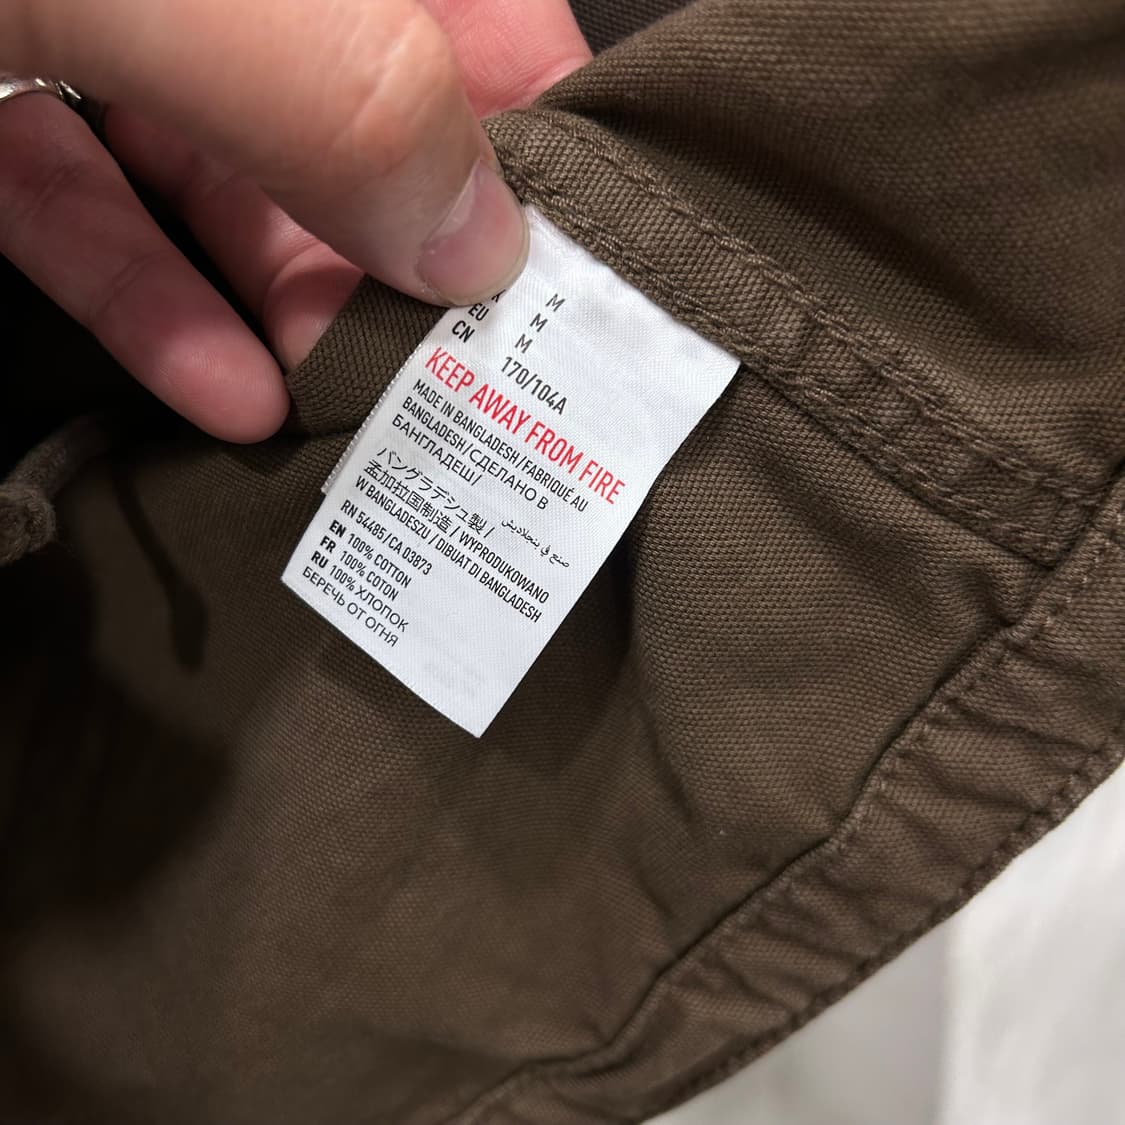 M
EU M
CN M
170/104A
KEEP AWAY FROM FIRE
MADE IN BANGLADESH / FABRIQUÉ AU
BANGLADESH / СДЕЛАНО В
БАНГЛАДЕШ /
バングラデシュ製 / صنع في بنجلاديش
孟加拉国制造 / WYPRODUKOWANO
W BANGLADESZU / DIBUAT DI BANGLADESH
RN 54485 / CA 03873
EN 100% COTTON
FR 100% COTON
RU 100% ХЛОПОК
БЕРЕЧЬ ОТ ОГНЯ